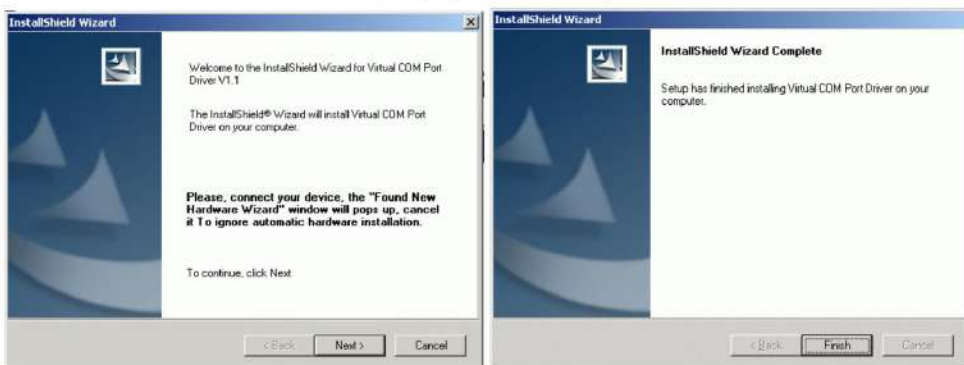 InstallShield Wizard
Welcome to the InstallShield Wizard for Virtual COM Port
Driver V1.1
The InstallShield® Wizard will install Virtual COM Port
Driver on your computer.
Please, connect your device, the "Found New
Hardware Wizard" window will pops up, cancel
it To ignore automatic hardware installation.
To continue, click Next
< Back
Next >
Cancel
InstallShield Wizard
InstallShield Wizard Complete
Setup has finished installing Virtual COM Port Driver on your
computer.
< Back
Finish
Cancel